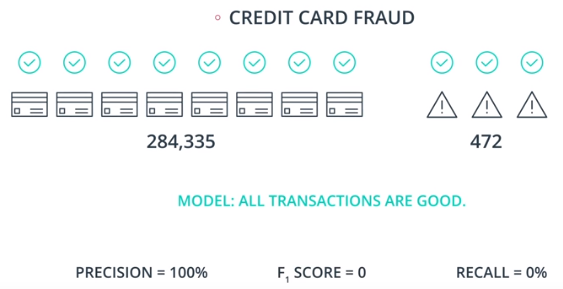 CREDIT CARD FRAUD
284,335
472
MODEL: ALL TRANSACTIONS ARE GOOD.
PRECISION = 100%
F₁ SCORE = 0
RECALL = 0%